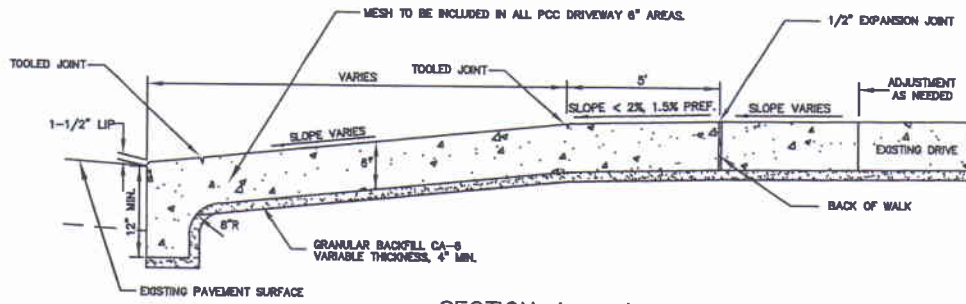 MESH TO BE INCLUDED IN ALL PCC DRIVEWAY 6" AREAS.
1/2" EXPANSION JOINT
TOOLED JOINT
VARIES
TOOLED JOINT
5'
ADJUSTMENT
AS NEEDED
SLOPE < 2%, 1.5% PREF.
SLOPE VARIES
1-1/2" LIP
SLOPE VARIES
6"
EXISTING DRIVE
12" MIN.
6"R
BACK OF WALK
GRANULAR BACKFILL CA-6
VARIABLE THICKNESS, 4" MIN.
EXISTING PAVEMENT SURFACE